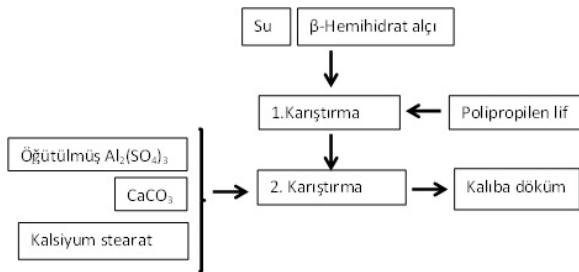 Su
β-Hemihidrat alçı
1.Karıştırma
Polipropilen lif
Öğütülmüş Al₂(SO₄)₃
CaCO₃
Kalsiyum stearat
2. Karıştırma
Kalıba döküm